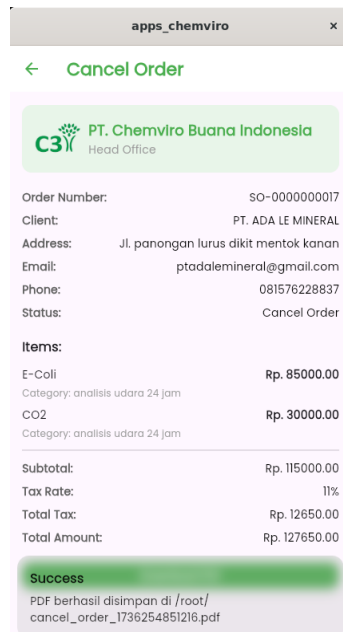 apps_chemviro ×
← Cancel Order
C3 PT. Chemviro Buana Indonesia
Head Office
Order Number: SO-0000000017
Client: PT. ADA LE MINERAL
Address: Jl. panongan lurus dikit mentok kanan
Email: ptadalemineral@gmail.com
Phone: 081576228837
Status: Cancel Order
Items:
E-Coli Rp. 85000.00
Category: analisis udara 24 jam
CO2 Rp. 30000.00
Category: analisis udara 24 jam
Subtotal: Rp. 115000.00
Tax Rate: 11%
Total Tax: Rp. 12650.00
Total Amount: Rp. 127650.00
Success
PDF berhasil disimpan di /root/
cancel_order_1736254851216.pdf